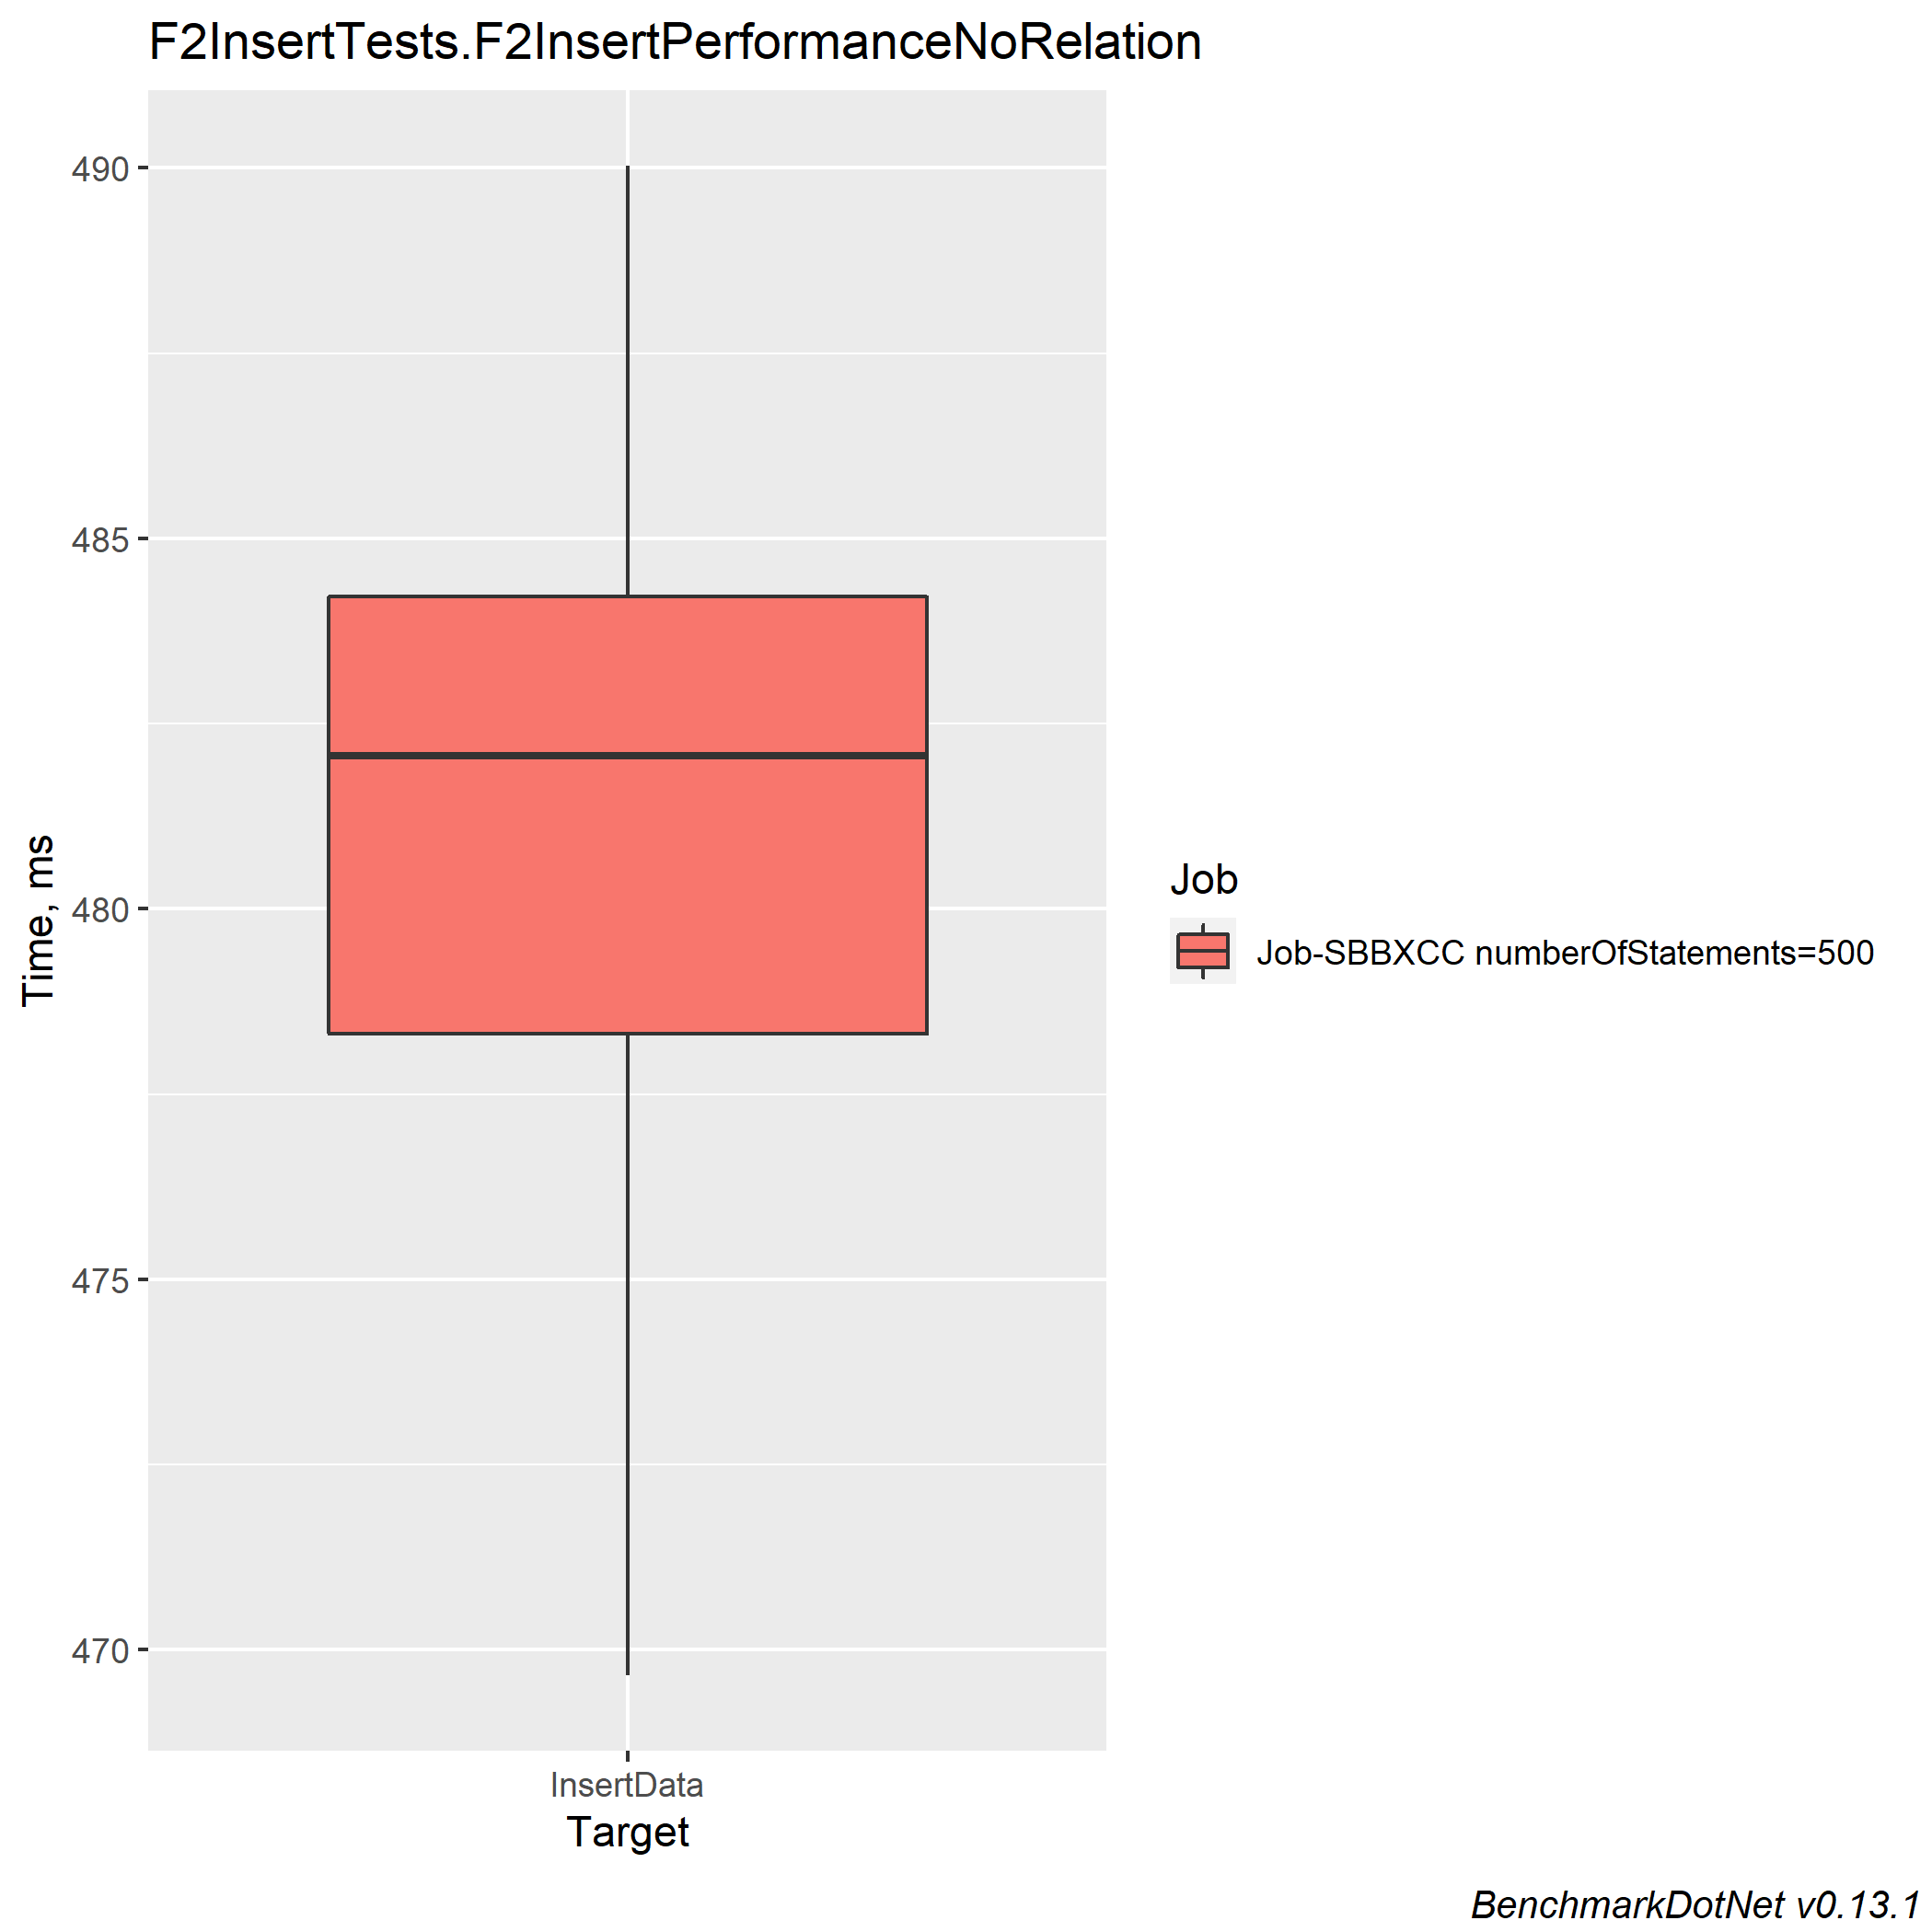 F2InsertTests.F2InsertPerformanceNoRelation
490
485
480
475
470
Time, ms
InsertData
Target
Job
Job-SBBXCC numberOfStatements=500
BenchmarkDotNet v0.13.1